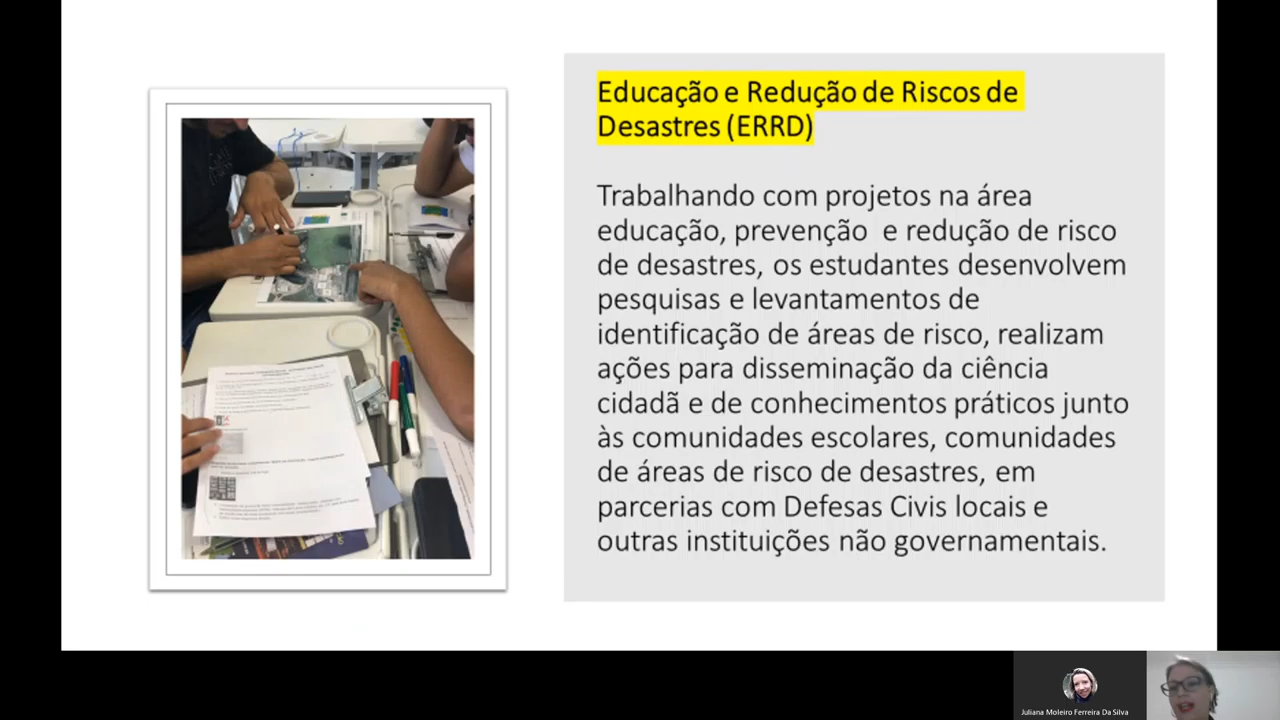 Educação e Redução de Riscos de
Desastres (ERRD)
Trabalhando com projetos na área
educação, prevenção e redução de risco
de desastres, os estudantes desenvolvem
pesquisas e levantamentos de
identificação de áreas de risco, realizam
ações para disseminação da ciência
cidadã e de conhecimentos práticos junto
às comunidades escolares, comunidades
de áreas de risco de desastres, em
parcerias com Defesas Civis locais e
outras instituições não governamentais.
Juliana Moleiro Ferreira Da Silva